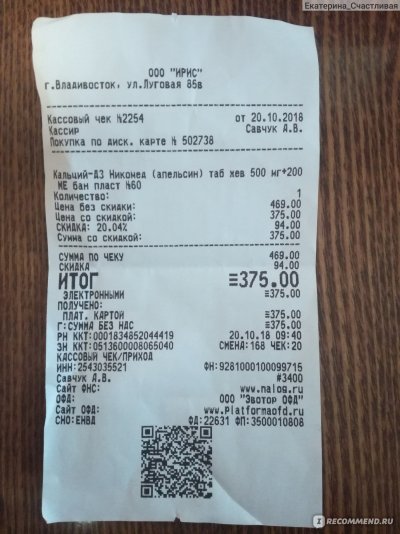 Екатерина_Счастливая
ООО "ИРИС"
г.Владивосток, ул.Луговая 85в
Кассовый чек №2254 от 20.10.2018
Кассир Савчук А.В.
Покупка по диск. карте № 502738
Кальций-Д3 Никомед (апельсин) таб жев 500 мг+200
МЕ бан пласт №60
Количество: 1
Цена без скидки: 469.00
Цена со скидкой: 375.00
СКИДКА: 20.04% 94.00
Сумма со скидкой: 375.00
СУММА ПО ЧЕКУ 469.00
СКИДКА 94.00
ИТОГ =375.00
ЭЛЕКТРОННЫМИ =375.00
ПОЛУЧЕНО:
ПЛАТ. КАРТОЙ =375.00
Г:СУММА БЕЗ НДС =375.00
РН ККТ:0001834852044419 20.10.18 09:40
ЗН ККТ:0513600008065040 СМЕНА:168 ЧЕК:20
КАССОВЫЙ ЧЕК/ПРИХОД
ИНН:2543035521 ФН:9281000100099715
Савчук А.В. #3400
Сайт ФНС: www.nalog.ru
ОФД: ООО "Эвотор ОФД"
Сайт ОФД: www.Platformaofd.ru
СНО:ЕНВД ФД:22631 ФП:3500010808
IRECOMMEND.RU